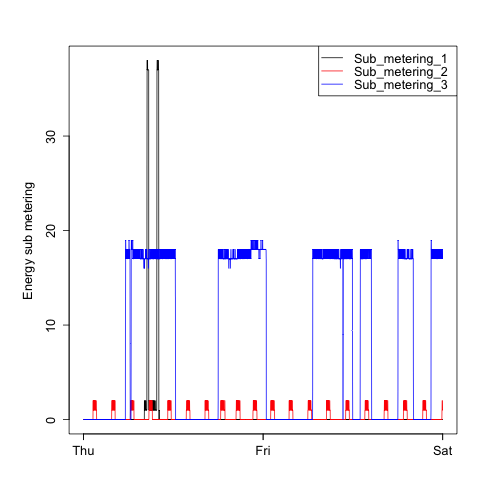 Sub_metering_1
Sub_metering_2
Sub_metering_3
Energy sub metering
30
20
10
0
Thu Fri Sat